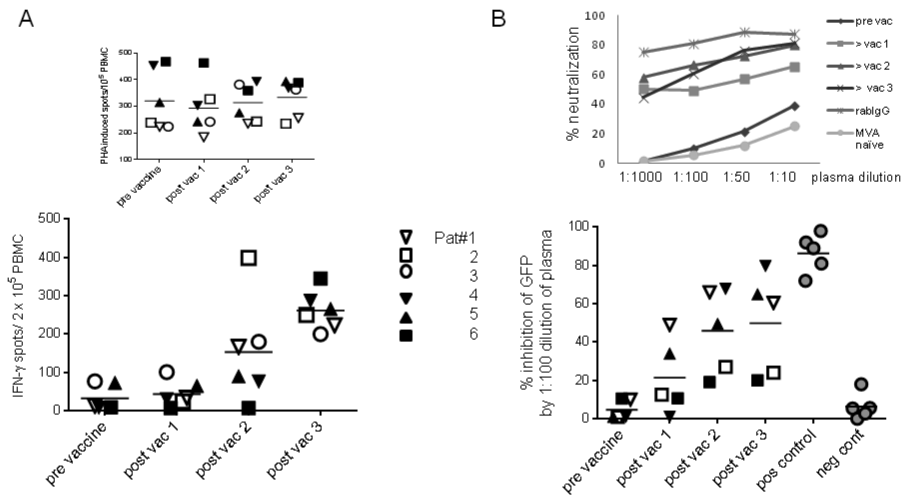 A
PHA induced spots/10⁵ PBMC
500
400
300
200
100
pre vaccine
post vac 1
post vac 2
post vac 3
IFN-γ spots/ 2 x 10⁵ PBMC
500
400
300
200
100
0
pre vaccine
post vac 1
post vac 2
post vac 3
Pat#1
2
3
4
5
6
B
% neutralization
100
80
60
40
20
0
1:1000
1:100
1:50
1:10
plasma dilution
pre vac
> vac 1
> vac 2
> vac 3
rabIgG
MVA
naïve
% inhibition of GFP
by 1:100 dilution of plasma
100
80
60
40
20
0
pre vaccine
post vac 1
post vac 2
post vac 3
pos control
neg cont